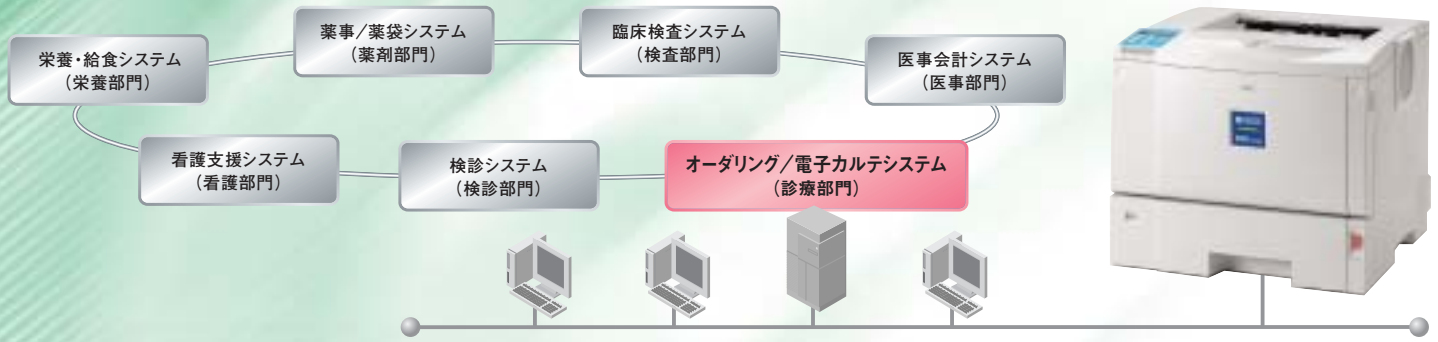 栄養・給食システム
（栄養部門）
薬事／薬袋システム
（薬剤部門）
臨床検査システム
（検査部門）
医事会計システム
（医事部門）
看護支援システム
（看護部門）
検診システム
（検診部門）
オーダリング／電子カルテシステム
（診療部門）